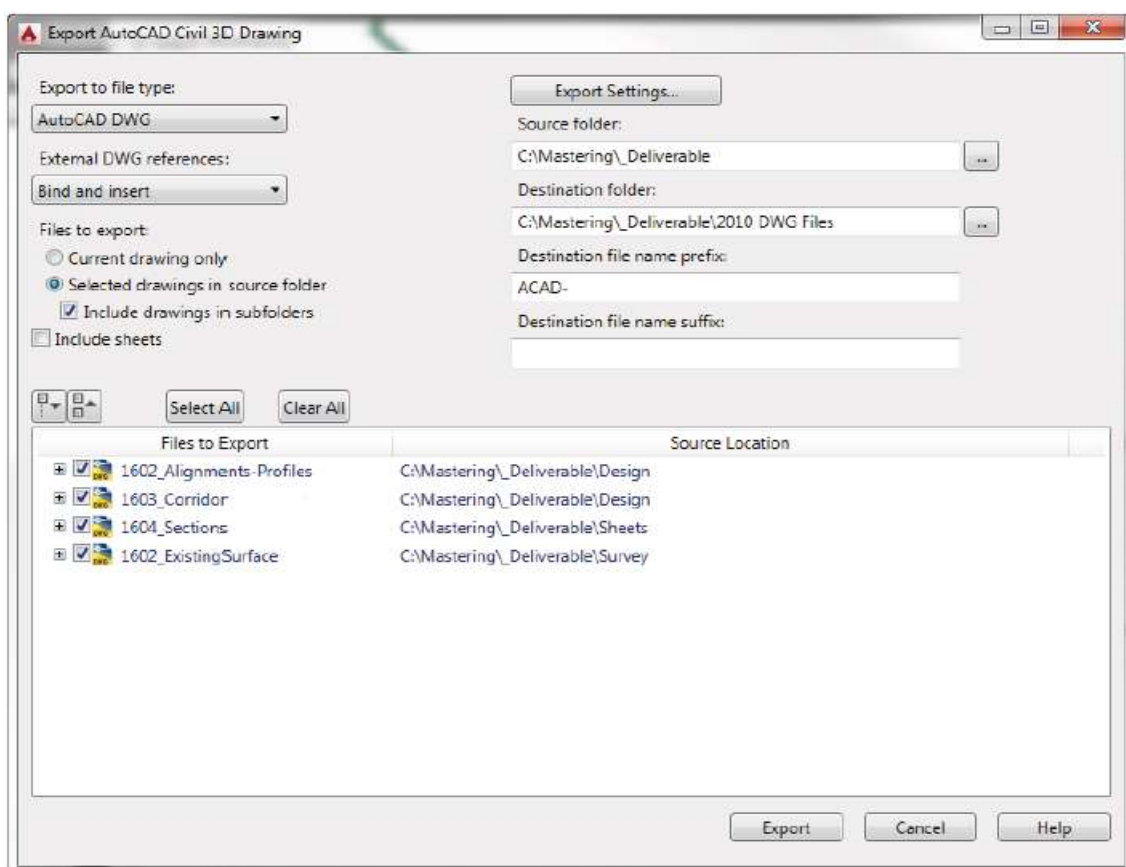 Export AutoCAD Civil 3D Drawing
Export to file type:
AutoCAD DWG
External DWG references:
Bind and insert
Files to export:
Current drawing only
Selected drawings in source folder
Include drawings in subfolders
Include sheets
Export Settings...
Source folder:
C:\Mastering\_Deliverable
...
Destination folder:
C:\Mastering\_Deliverable\2010 DWG Files
...
Destination file name prefix:
ACAD-
Destination file name suffix:
Select All Clear All
Files to Export Source Location
1602_Alignments-Profiles C:\Mastering\_Deliverable\Design
1603_Corridor C:\Mastering\_Deliverable\Design
1604_Sections C:\Mastering\_Deliverable\Sheets
1602_ExistingSurface C:\Mastering\_Deliverable\Survey
Export Cancel Help